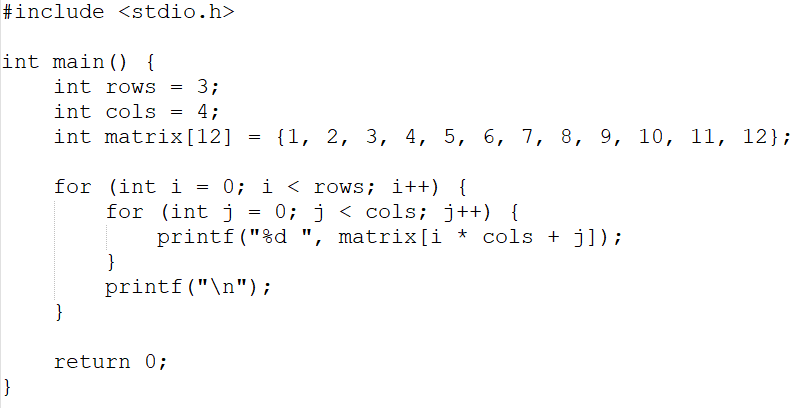 #include <stdio.h>

int main() {
    int rows = 3;
    int cols = 4;
    int matrix[12] = {1, 2, 3, 4, 5, 6, 7, 8, 9, 10, 11, 12};

    for (int i = 0; i < rows; i++) {
        for (int j = 0; j < cols; j++) {
            printf("%d ", matrix[i * cols + j]);
        }
        printf("\n");
    }

    return 0;
}